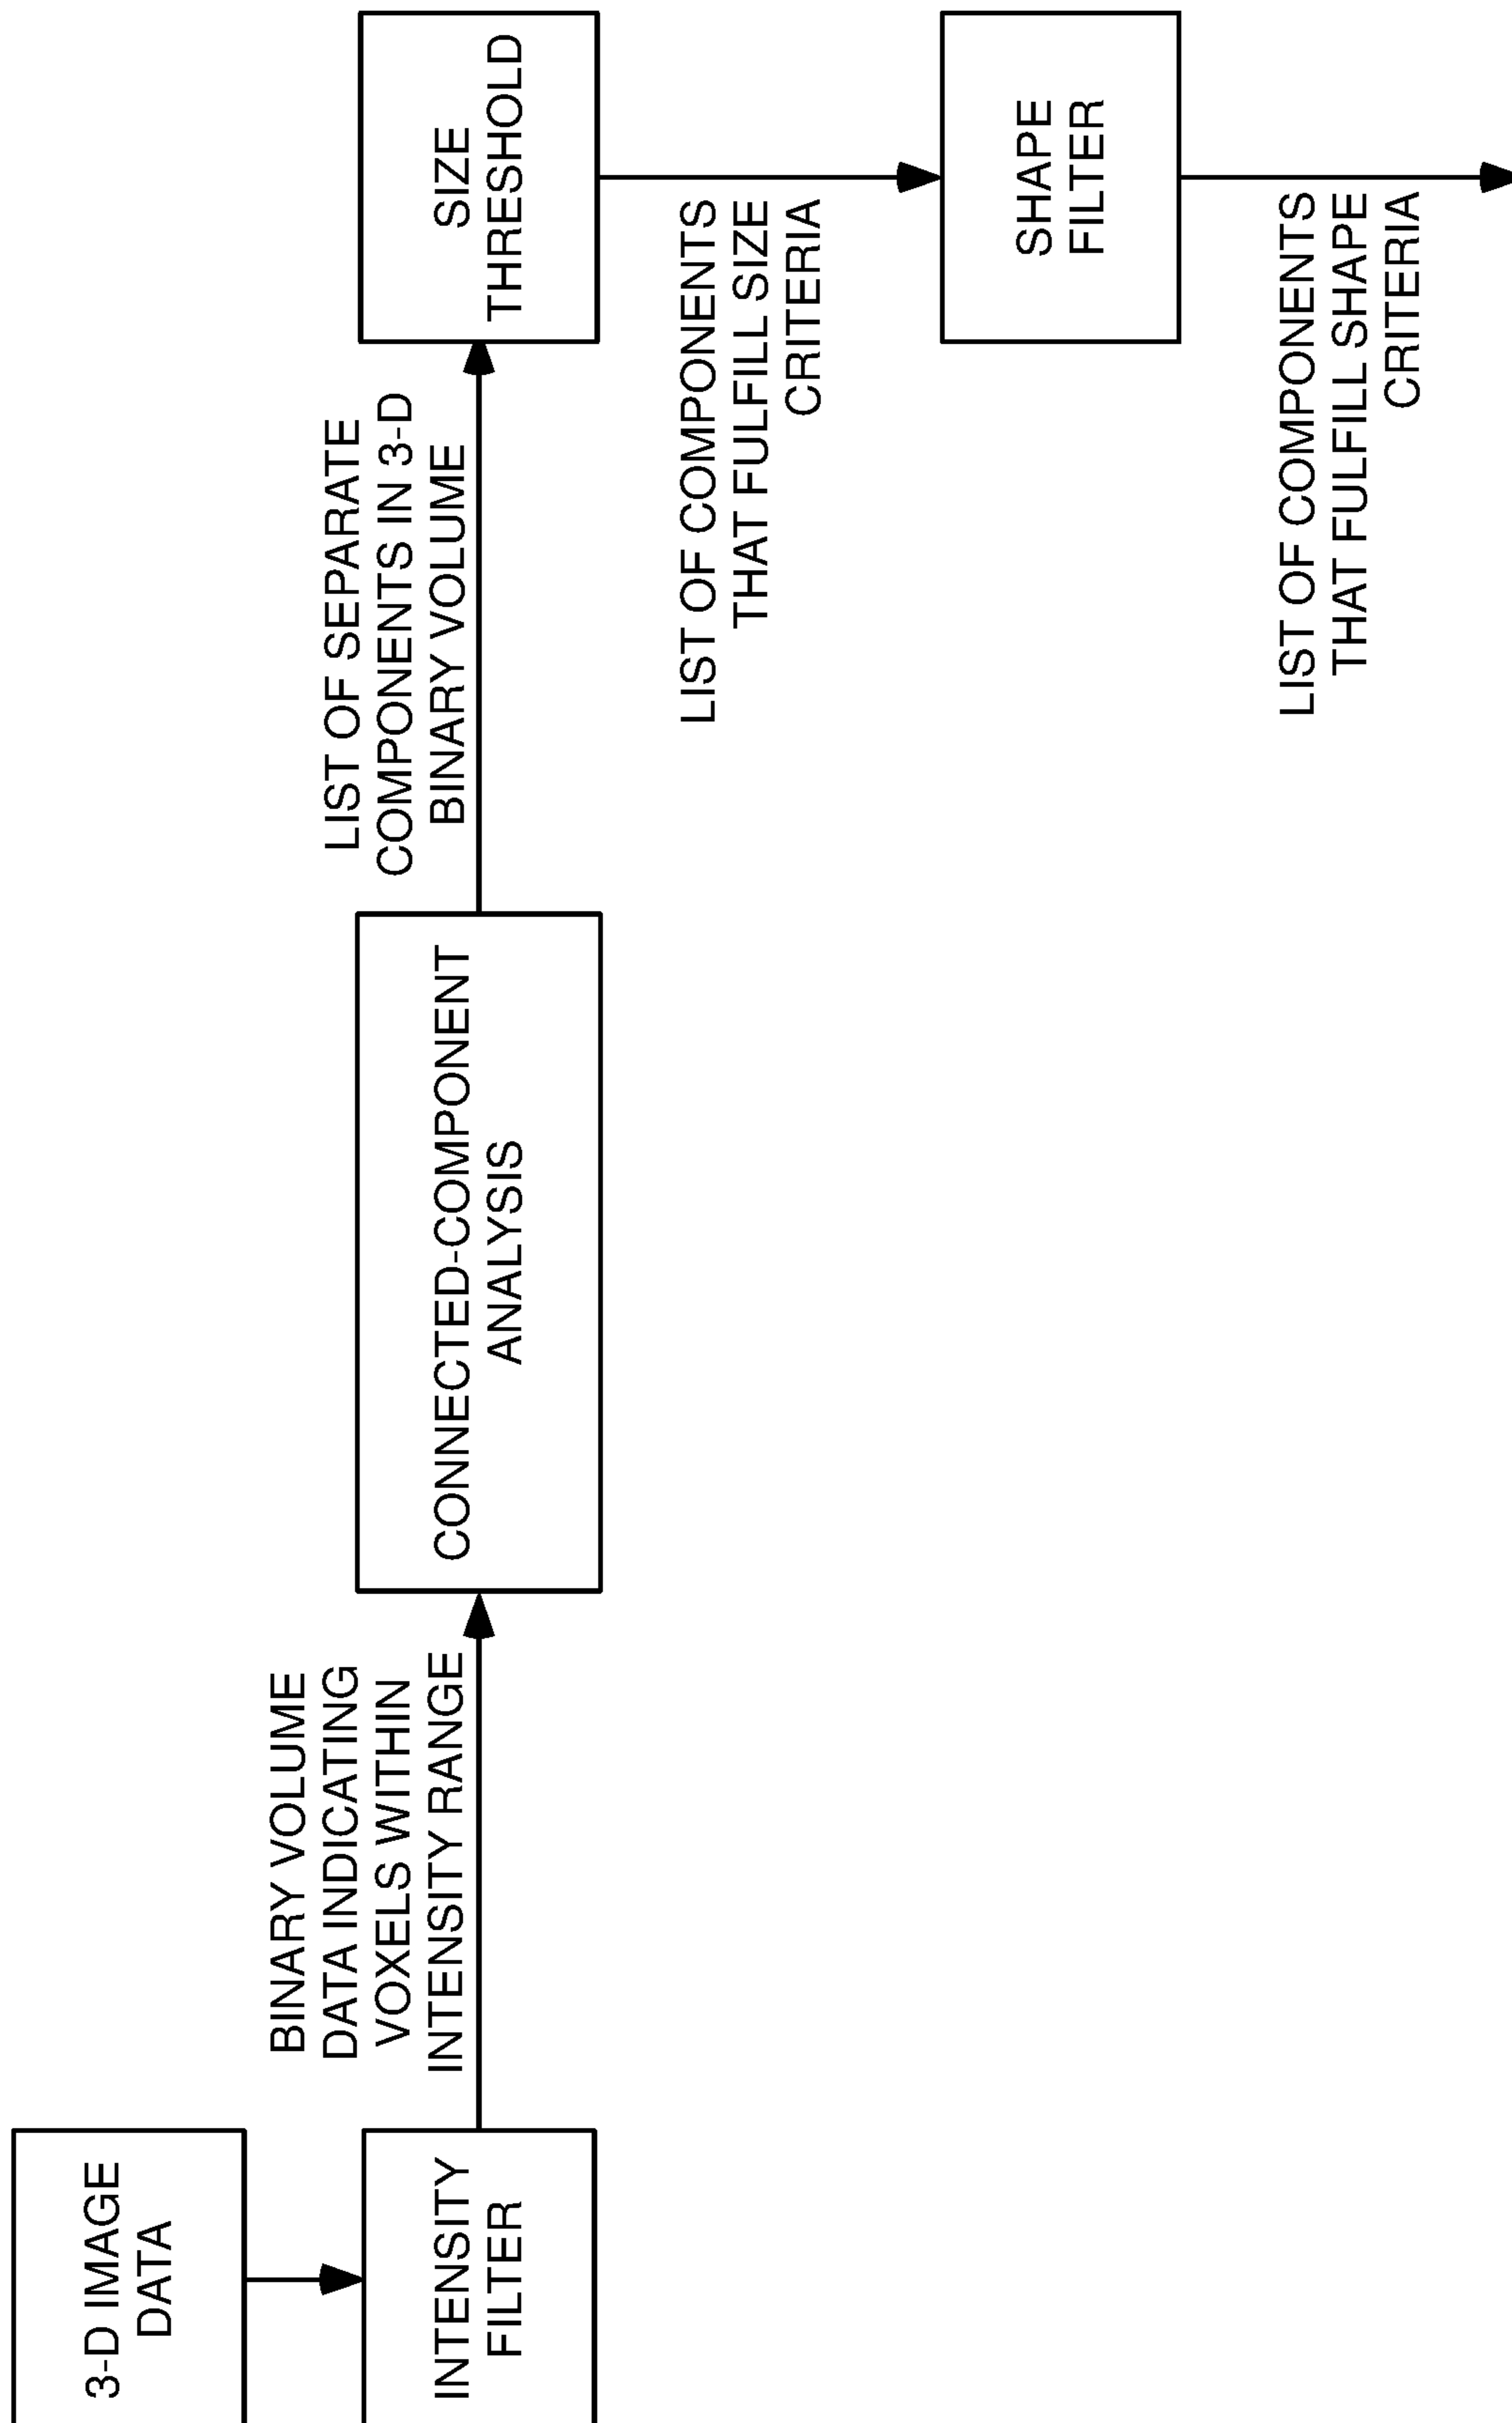 3-D IMAGE
DATA
INTENSITY
FILTER
BINARY VOLUME
DATA INDICATING
VOXELS WITHIN
INTENSITY RANGE
CONNECTED-COMPONENT
ANALYSIS
LIST OF SEPARATE
COMPONENTS IN 3-D
BINARY VOLUME
SIZE
THRESHOLD
LIST OF COMPONENTS
THAT FULFILL SIZE
CRITERIA
SHAPE
FILTER
LIST OF COMPONENTS
THAT FULFILL SHAPE
CRITERIA